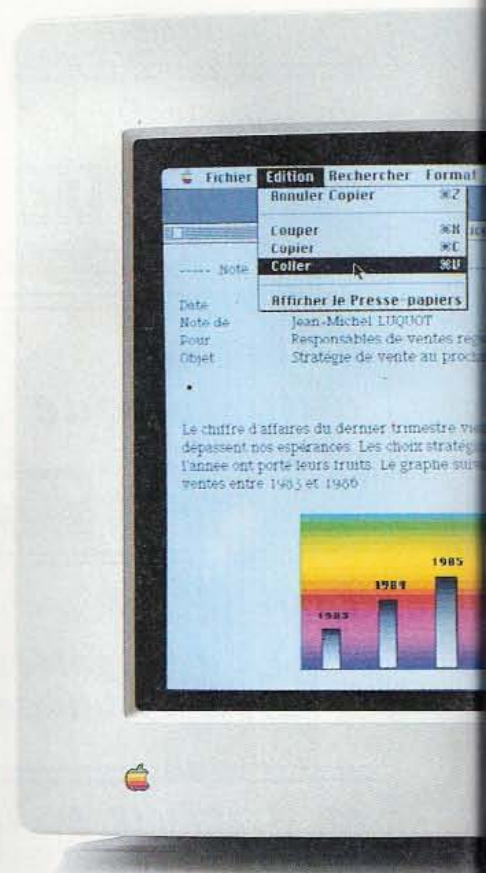 Fichier Edition Rechercher Format
Annuler Copier ⌘Z
Couper ⌘X
Copier ⌘C
Coller ⌘V
Afficher le Presse-papiers
----- Note
Date
Note de Jean-Michel LUQUOT
Pour Responsables de ventes
Objet Stratégie de vente au
Le chiffre d'affaires du dernier trimestre
dépassent nos espérances. Les choix
l'année ont porté leurs fruits. Le graphe
ventes entre 1983 et 1986
1985
1984
1983